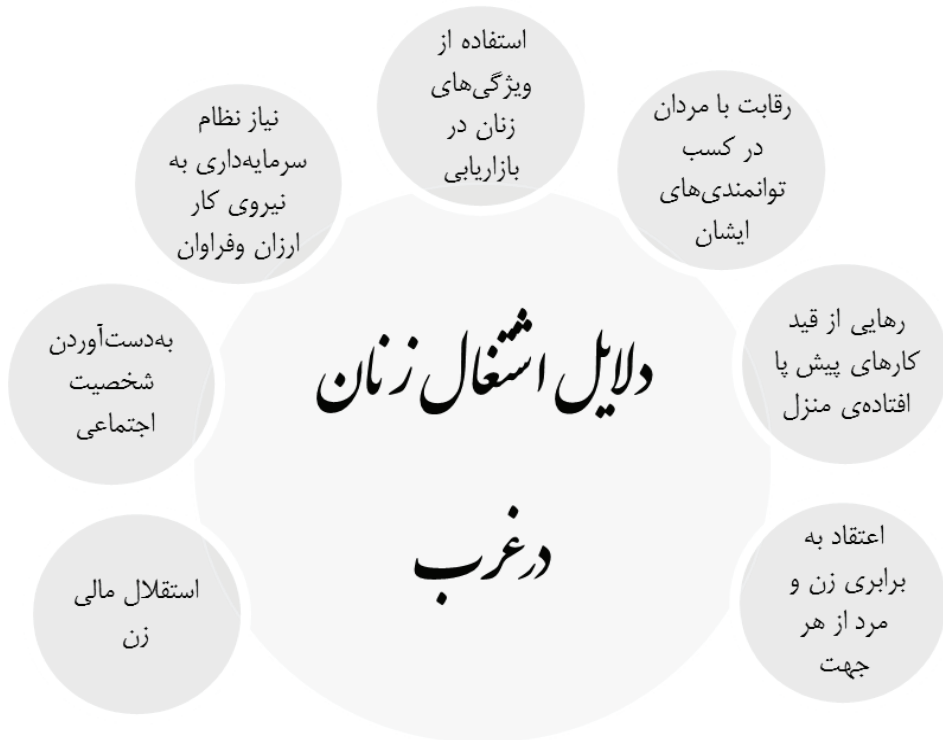 دلایل اشتغال زنان
در غرب
اعتقاد به
برابری زن و
مرد از هر
جهت
رهایی از قید
کارهای پیش پا
افتاده‌ی منزل
رقابت با مردان
در کسب
توانمندی‌های
ایشان
استفاده از
ویژگی‌های
زنان در
بازاریابی
نیاز نظام
سرمایه‌داری به
نیروی کار
ارزان وفراوان
به‌دست‌آوردن
شخصیت
اجتماعی
استقلال مالی
زن